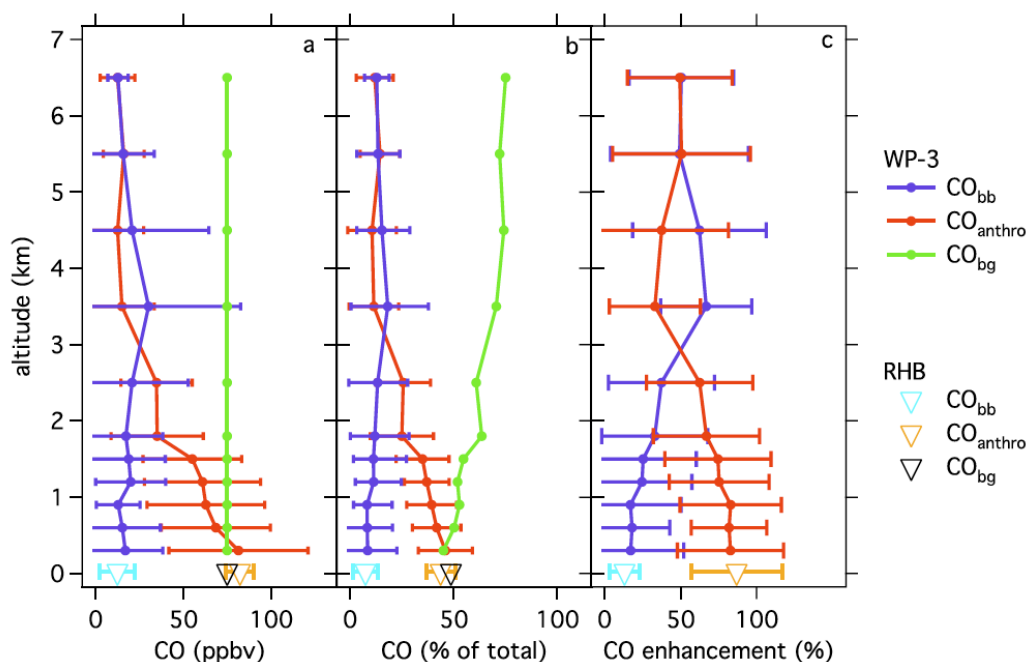 a
b
c
7
6
5
4
3
2
1
0
altitude (km)
0 50 100
CO (ppbv)
0 50 100
CO (% of total)
0 50 100
CO enhancement (%)
WP-3
CObb
COanthro
CObg
RHB
CObb
COanthro
CObg